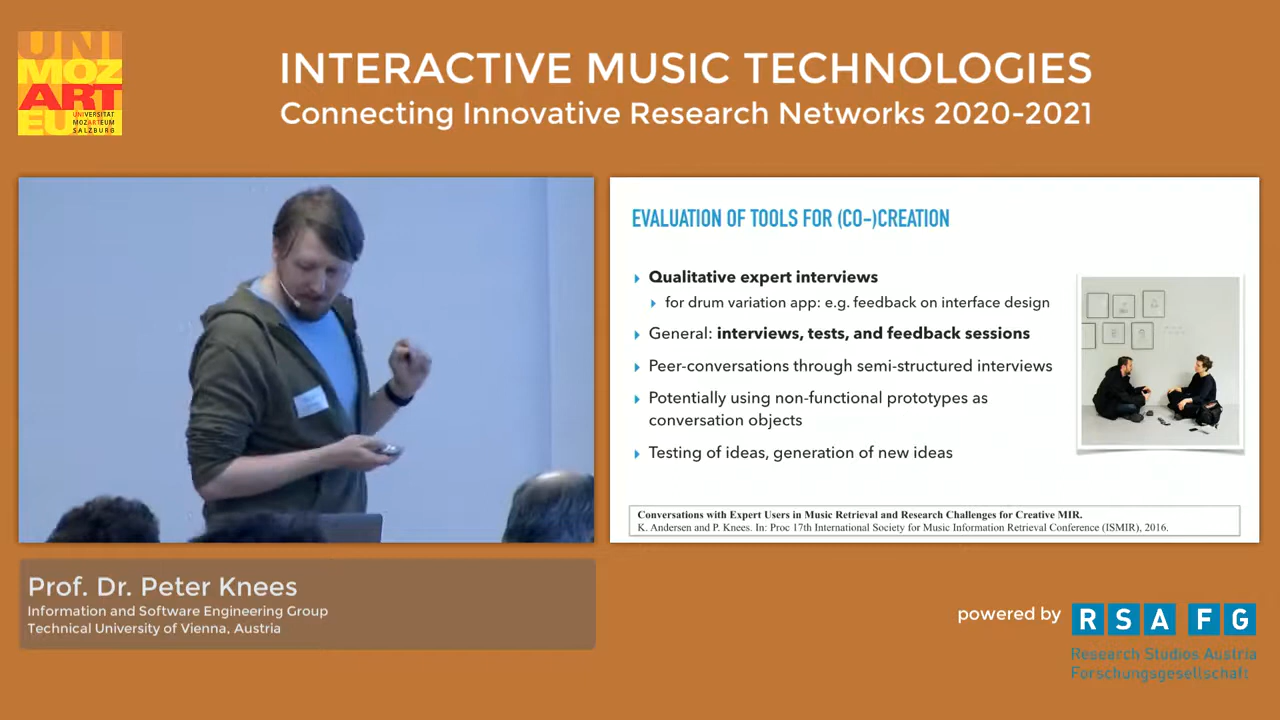 UNI
MOZ
ART
EU
UNIVERSITÄT
MOZARTEUM
SALZBURG
INTERACTIVE MUSIC TECHNOLOGIES
Connecting Innovative Research Networks 2020-2021
EVALUATION OF TOOLS FOR (CO-)CREATION
Qualitative expert interviews
for drum variation app: e.g. feedback on interface design
General: interviews, tests, and feedback sessions
Peer-conversations through semi-structured interviews
Potentially using non-functional prototypes as
conversation objects
Testing of ideas, generation of new ideas
Conversations with Expert Users in Music Retrieval and Research Challenges for Creative MIR.
K. Andersen and P. Knees. In: Proc 17th International Society for Music Information Retrieval Conference (ISMIR), 2016.
Prof. Dr. Peter Knees
Information and Software Engineering Group
Technical University of Vienna, Austria
powered by
RSA FG
Research Studios Austria
Forschungsgesellschaft